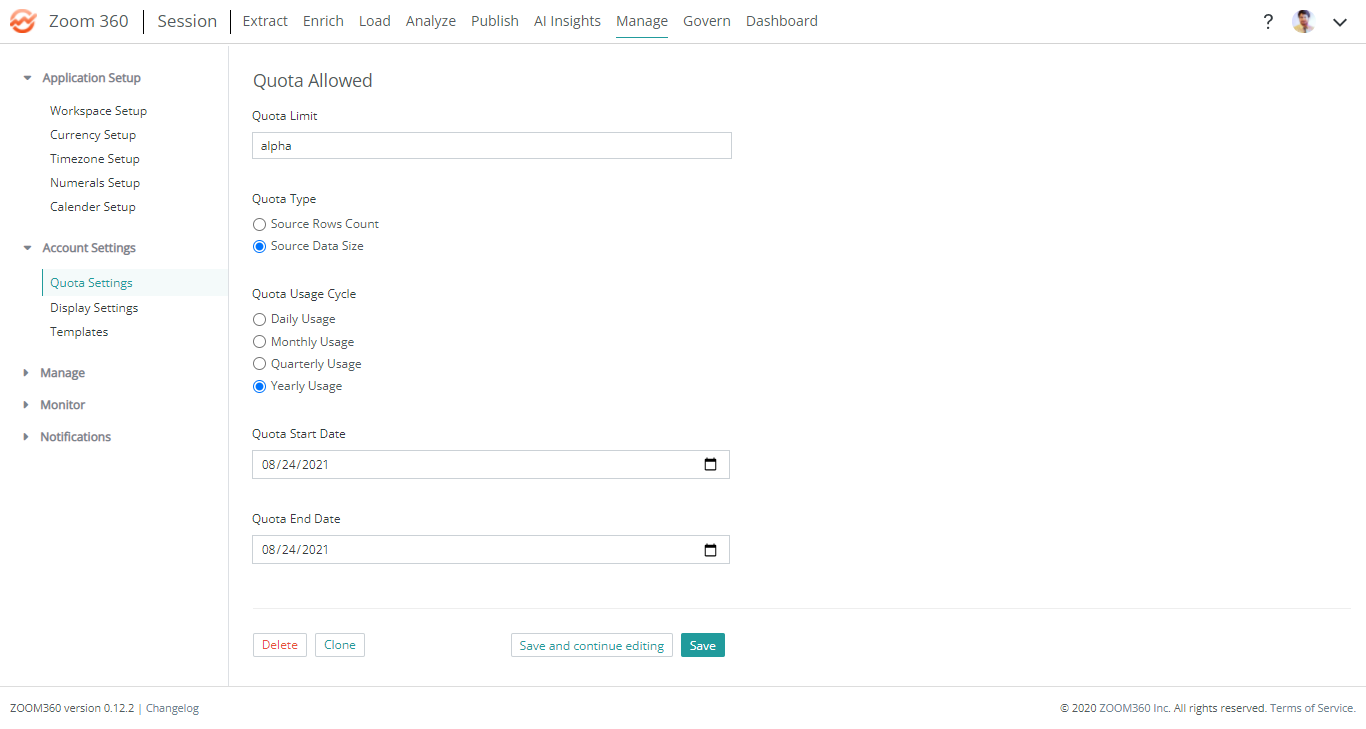 Zoom 360 Session Extract Enrich Load Analyze Publish AI Insights Manage Govern Dashboard ?
Application Setup
Workspace Setup
Currency Setup
Timezone Setup
Numerals Setup
Calender Setup
Account Settings
Quota Settings
Display Settings
Templates
Manage
Monitor
Notifications
Quota Allowed
Quota Limit
alpha
Quota Type
Source Rows Count
Source Data Size
Quota Usage Cycle
Daily Usage
Monthly Usage
Quarterly Usage
Yearly Usage
Quota Start Date
08/24/2021
Quota End Date
08/24/2021
Delete Clone Save and continue editing Save
ZOOM360 version 0.12.2 | Changelog © 2020 ZOOM360 Inc. All rights reserved. Terms of Service.